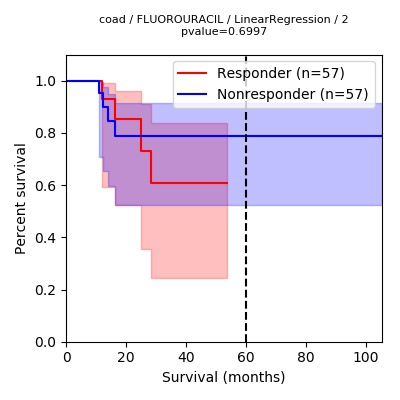 coad / FLUOROURACIL / LinearRegression / 2
pvalue=0.6997
Responder (n=57)
Nonresponder (n=57)
Percent survival
1.0
0.8
0.6
0.4
0.2
0.0
0 20 40 60 80 100
Survival (months)